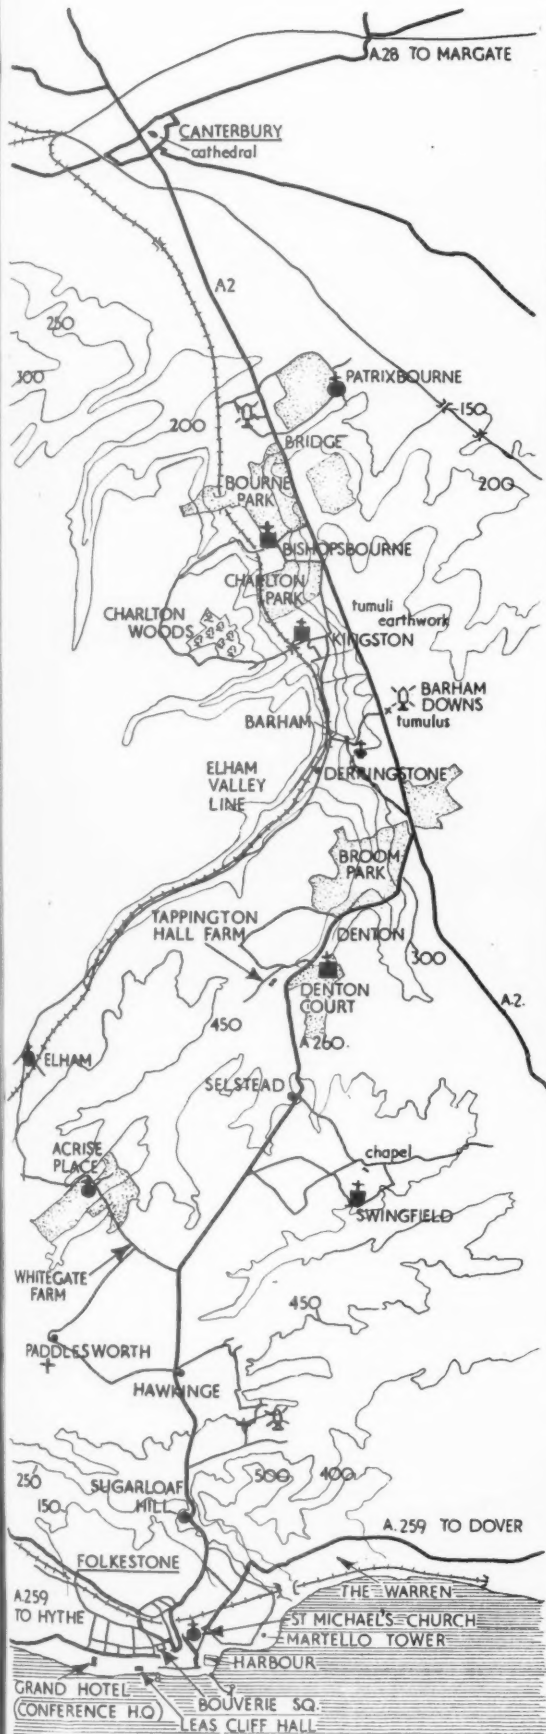 A.28 TO MARGATE
CANTERBURY
cathedral
A2
250
300
PATRIXBOURNE
150
200
BRIDGE
200
BOURNE
PARK
BISHOPSBOURNE
CHARLTON
PARK
CHARLTON
WOODS
tumuli
earthwork
KINGSTON
BARHAM
DOWNS
tumulus
BARHAM
DERRINGSTONE
ELHAM
VALLEY
LINE
BROOM
PARK
TAPPINGTON
HALL FARM
DENTON
300
DENTON
COURT
A.2.
450
A260.
ELHAM
SELSTEAD
chapel
ACRISE
PLACE
SWINGFIELD
WHITEGATE
FARM
450
PADDLESWORTH
HAWKINGE
250
150
500
400
SUGARLOAF
HILL
A.259 TO DOVER
FOLKESTONE
THE WARREN
A259
TO HYTHE
ST MICHAEL'S CHURCH
MARTELLO TOWER
HARBOUR
GRAND HOTEL
(CONFERENCE H.Q)
BOUVERIE SQ.
LEAS CLIFF HALL